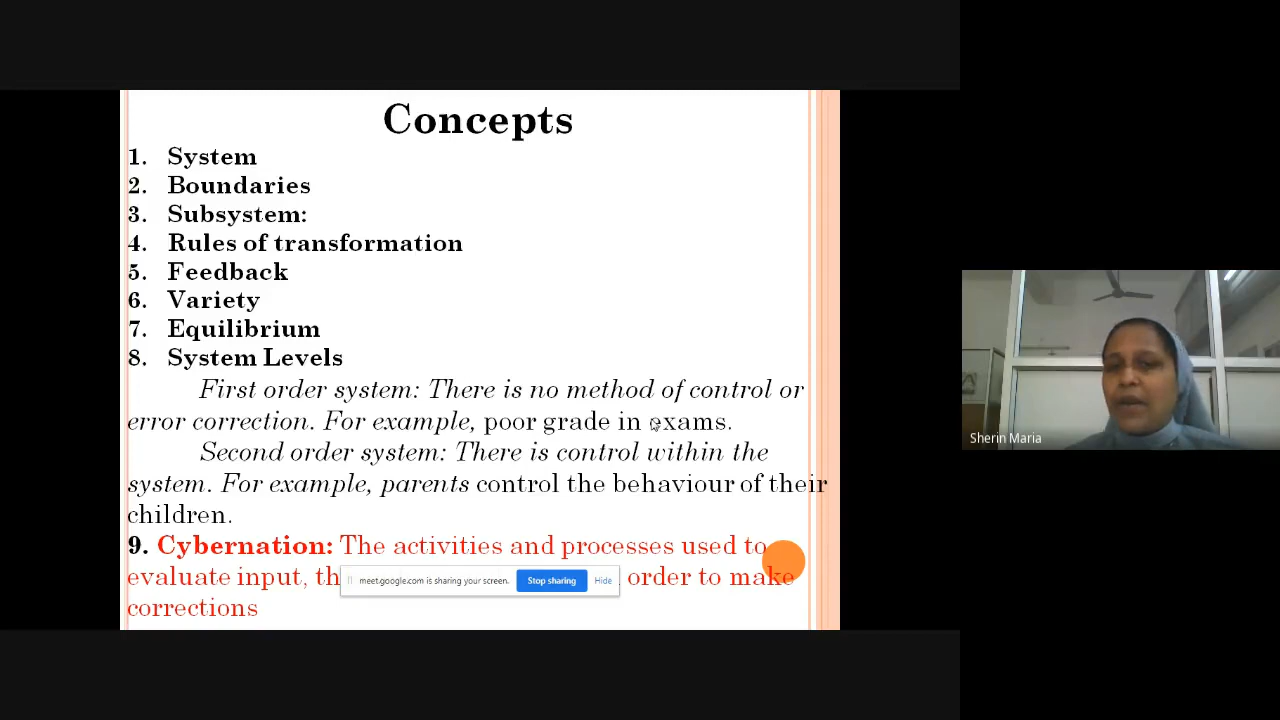 Concepts
1. System
2. Boundaries
3. Subsystem:
4. Rules of transformation
5. Feedback
6. Variety
7. Equilibrium
8. System Levels
First order system: There is no method of control or
error correction. For example, poor grade in exams.
Second order system: There is control within the
system. For example, parents control the behaviour of their
children.
9. Cybernation: The activities and processes used to
evaluate input, th order to make
corrections
meet.google.com is sharing your screen. Stop sharing Hide
Sherin Maria